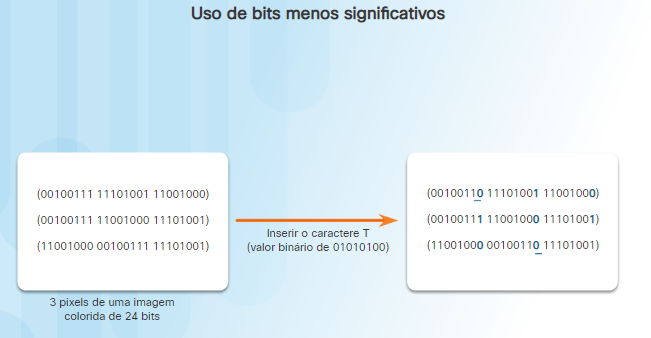 Uso de bits menos significativos
(00100111 11101001 11001000)
(00100111 11001000 11101001)
(11001000 00100111 11101001)
3 pixels de uma imagem
colorida de 24 bits
Inserir o caractere T
(valor binário de 01010100)
(00100110 11101001 11001000)
(00100111 11001000 11101001)
(11001000 00100110 11101001)